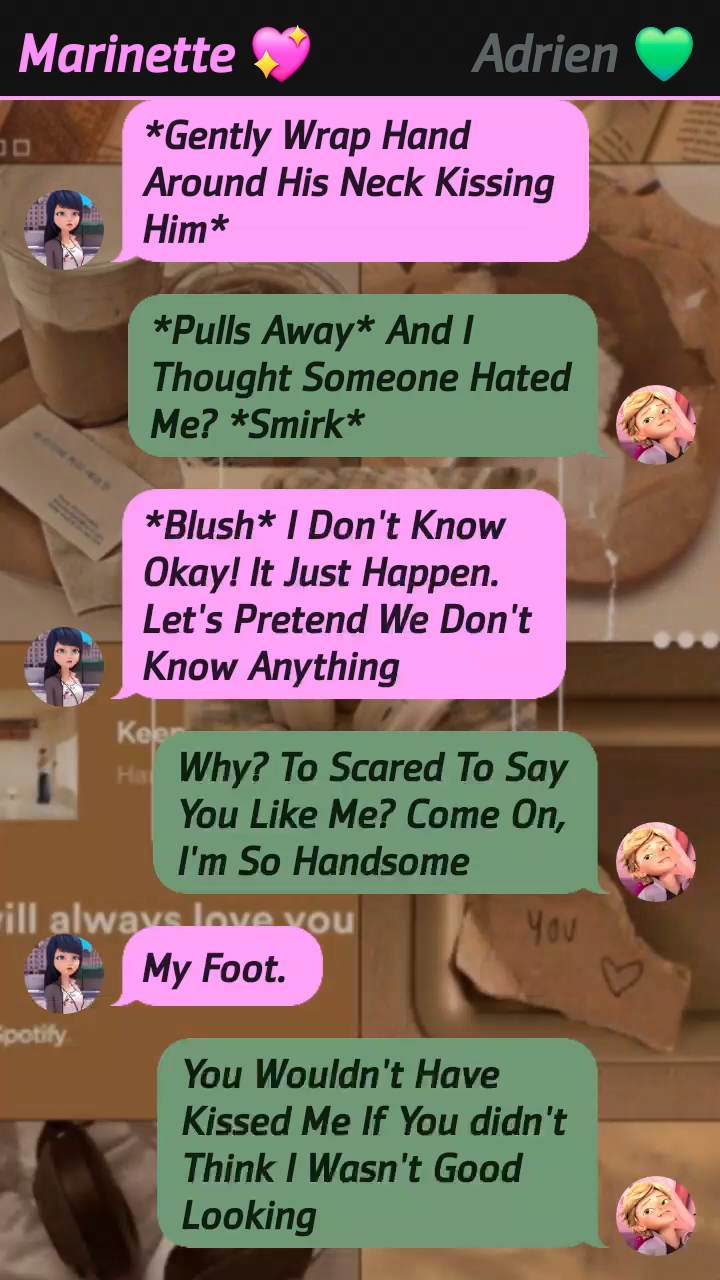 Marinette 💖 Adrien 💚
*Gently Wrap Hand
Around His Neck Kissing
Him*
*Pulls Away* And I
Thought Someone Hated
Me? *Smirk*
*Blush* I Don't Know
Okay! It Just Happen.
Let's Pretend We Don't
Know Anything
Why? To Scared To Say
You Like Me? Come On,
I'm So Handsome
will always love you
You
My Foot.
Spotify
You Wouldn't Have
Kissed Me If You didn't
Think I Wasn't Good
Looking